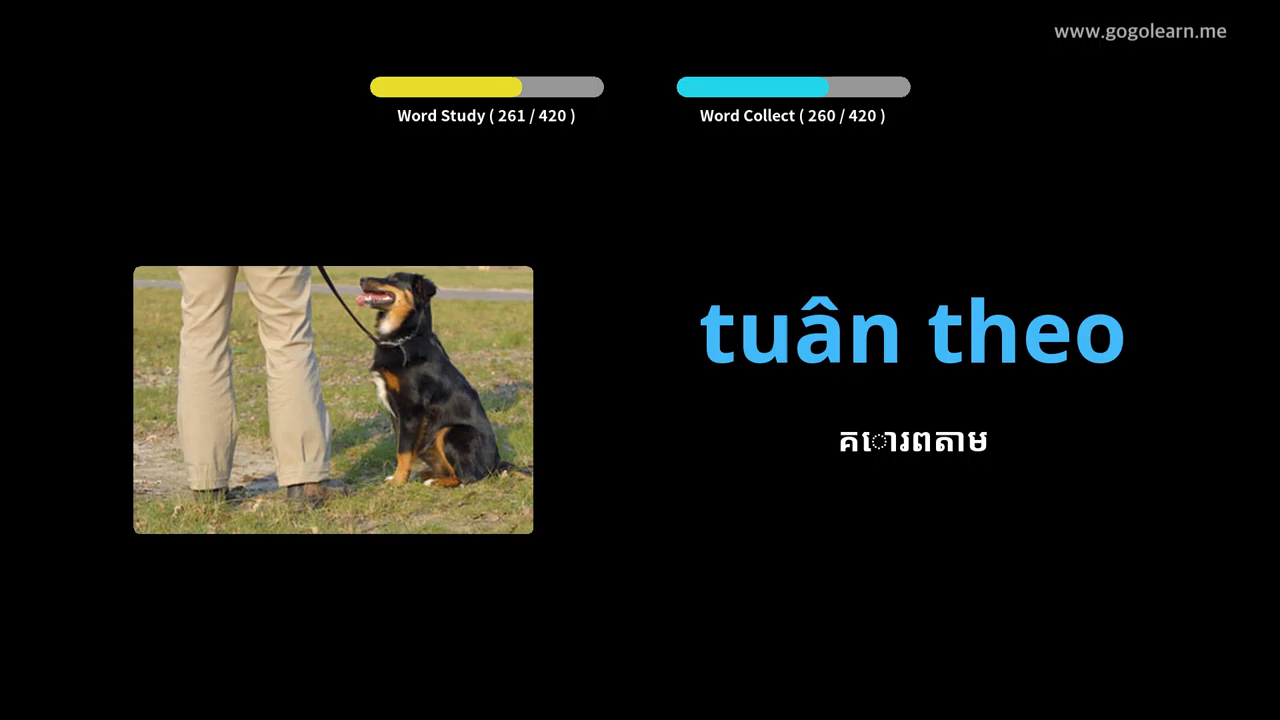 www.gogolearn.me
Word Study ( 261 / 420 )
Word Collect ( 260 / 420 )
tuân theo
គោរពតាម